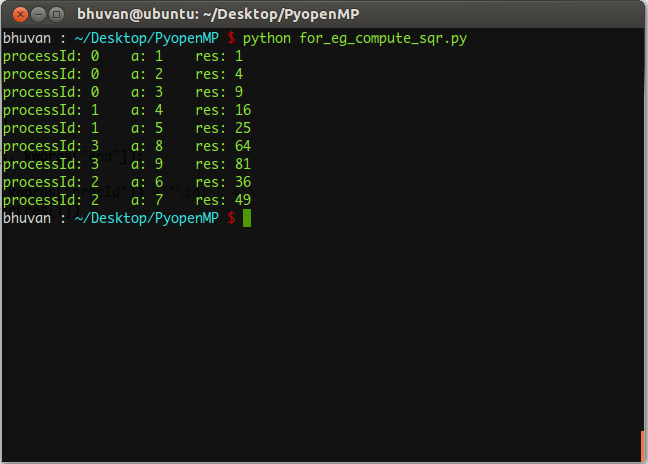 bhuvan@ubuntu: ~/Desktop/PyopenMP
bhuvan : ~/Desktop/PyopenMP $ python for_eg_compute_sqr.py
processId: 0 a: 1 res: 1
processId: 0 a: 2 res: 4
processId: 0 a: 3 res: 9
processId: 1 a: 4 res: 16
processId: 1 a: 5 res: 25
processId: 3 a: 8 res: 64
processId: 3 a: 9 res: 81
processId: 2 a: 6 res: 36
processId: 2 a: 7 res: 49
bhuvan : ~/Desktop/PyopenMP $